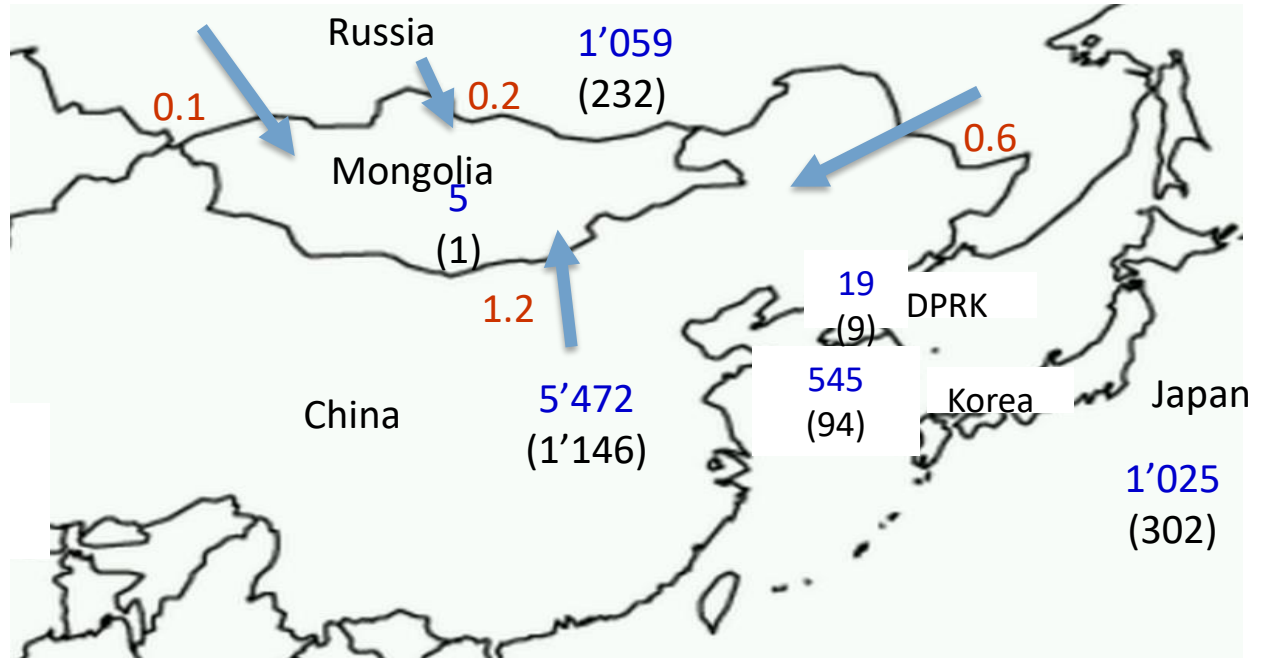 Russia
1’059
(232)
0.1
0.2
0.6
Mongolia
5
(1)
1.2
19
(9)
DPRK
545
(94)
Korea
Japan
China
5’472
(1’146)
1’025
(302)